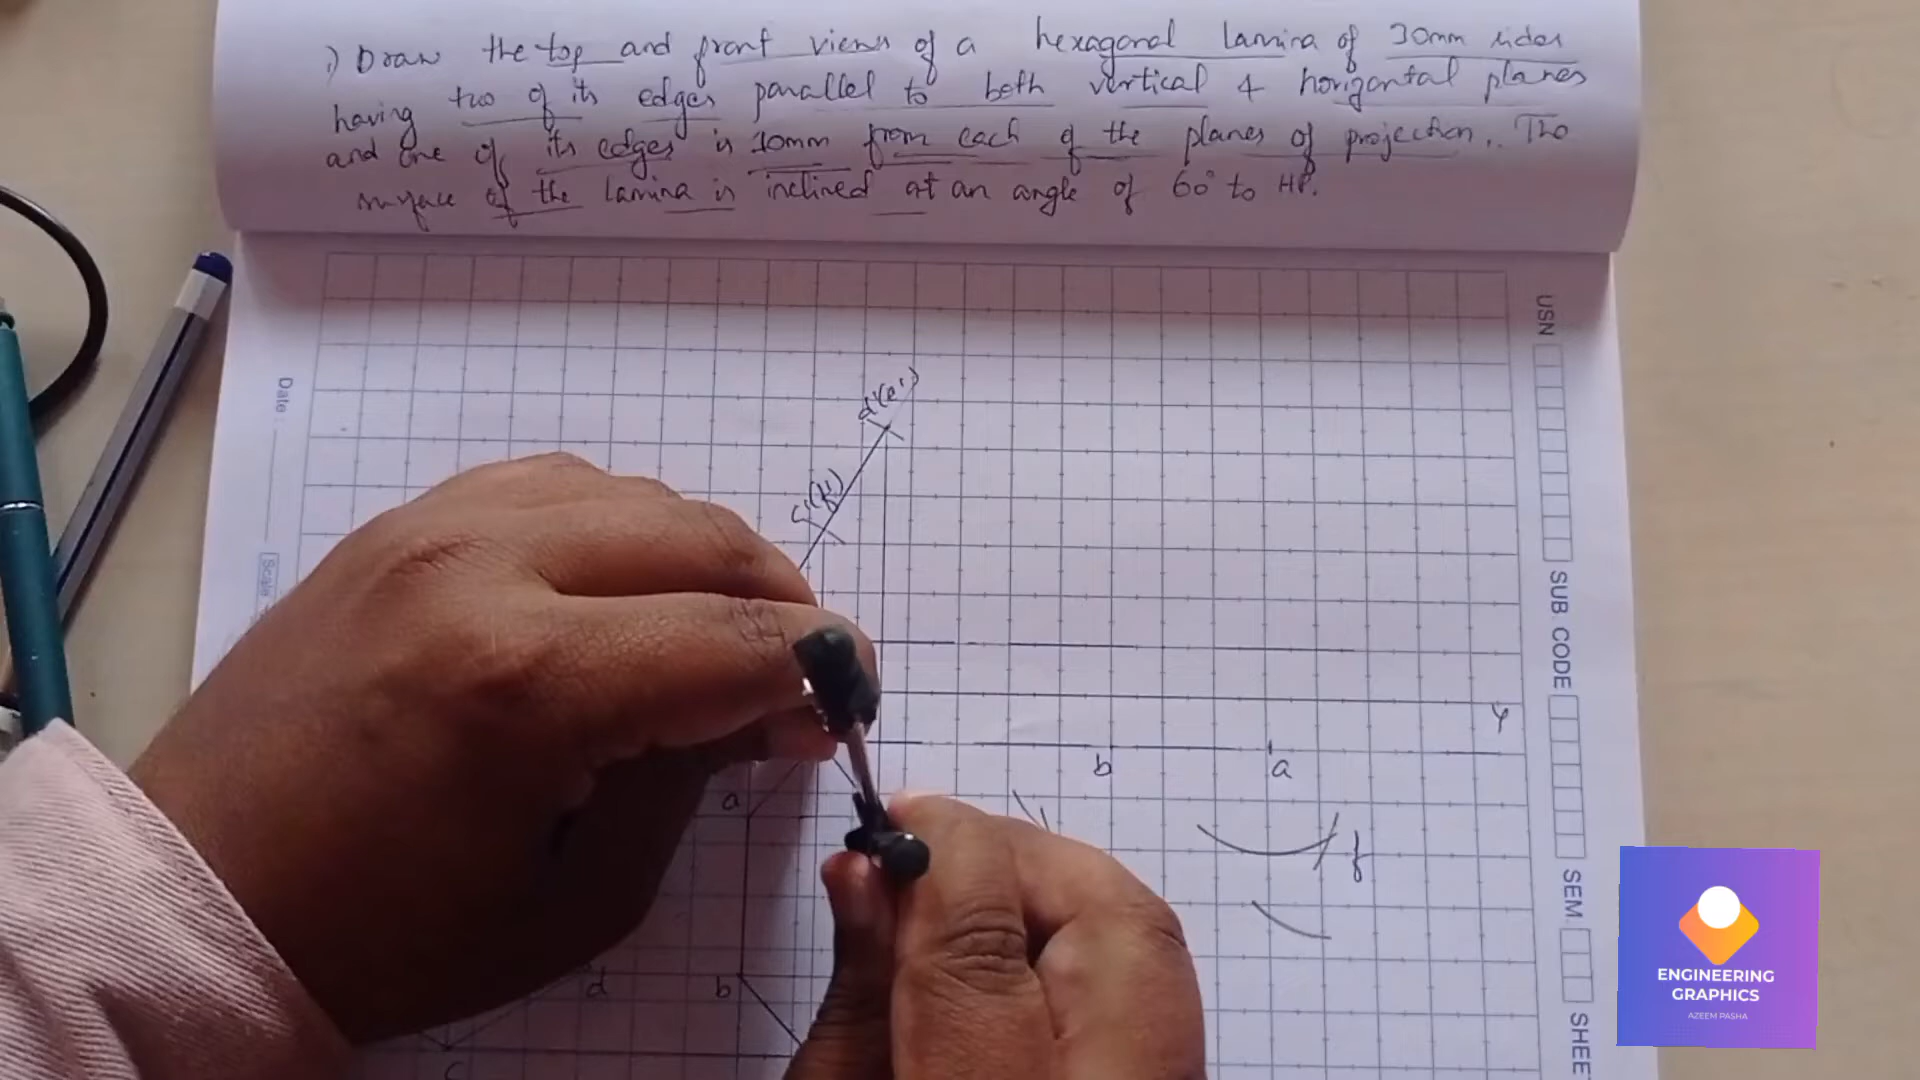 1) Draw the top and front views of a hexagonal lamina of 30mm sides
having two of its edges parallel to both vertical & horizontal planes
and one of its edges is 10mm from each of the planes of projection. The
surface of the lamina is inclined at an angle of 60° to HP.
Date :
Scale
USN
SUB CODE
SEM.
SHEE
d'(e')
c'(f')
Y
b
a
a
f
d
b
c
ENGINEERING
GRAPHICS
AZEEM PASHA